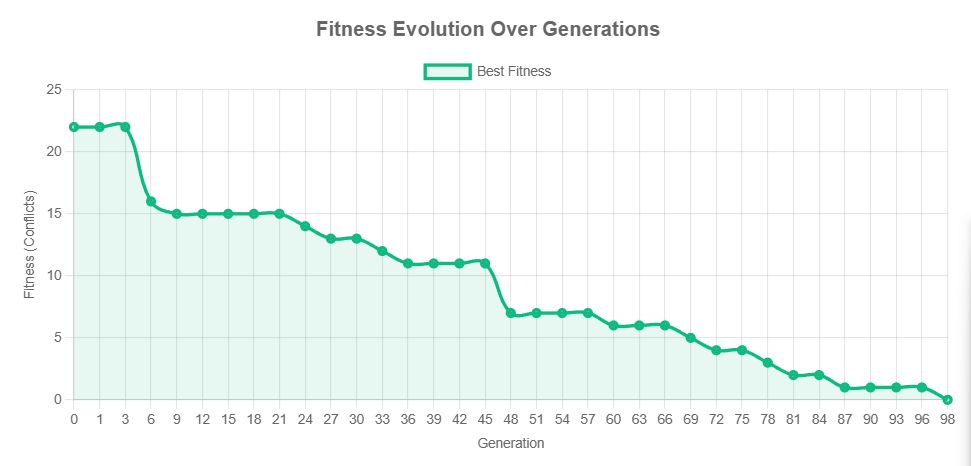 Fitness Evolution Over Generations
Best Fitness
25
20
15
10
5
0
Fitness (Conflicts)
0 1 3 6 9 12 15 18 21 24 27 30 33 36 39 42 45 48 51 54 57 60 63 66 69 72 75 78 81 84 87 90 93 96 98
Generation